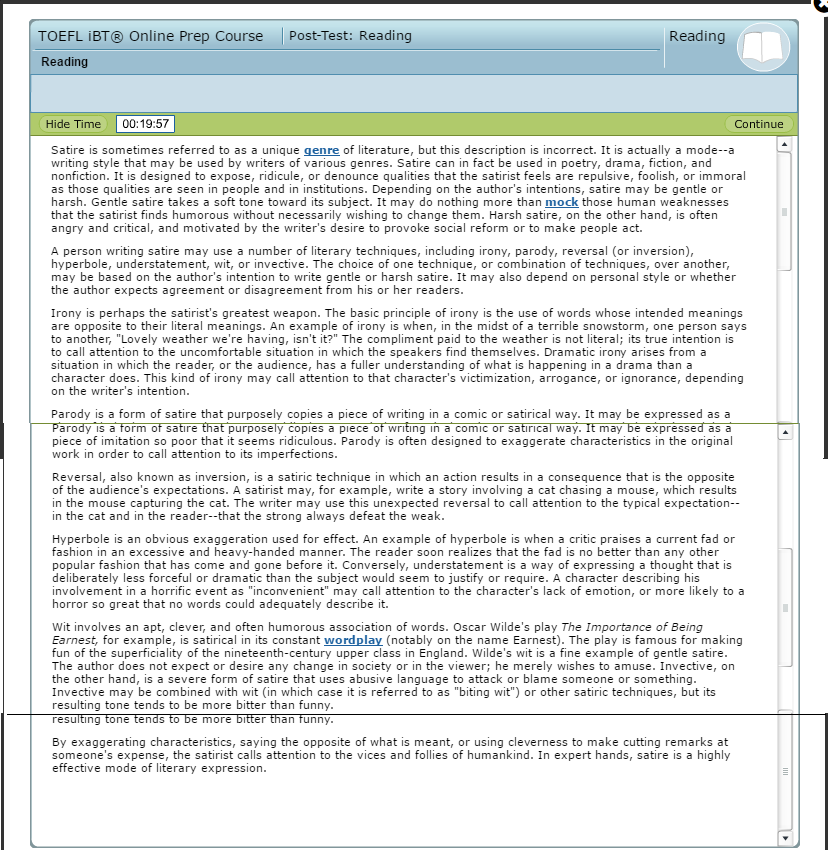 TOEFL iBT® Online Prep Course
Post-Test: Reading
Reading
Reading
Hide Time
00:19:57
Continue
Satire is sometimes referred to as a unique genre of literature, but this description is incorrect. It is actually a mode--a
writing style that may be used by writers of various genres. Satire can in fact be used in poetry, drama, fiction, and
nonfiction. It is designed to expose, ridicule, or denounce qualities that the satirist feels are repulsive, foolish, or immoral
as those qualities are seen in people and in institutions. Depending on the author's intentions, satire may be gentle or
harsh. Gentle satire takes a soft tone toward its subject. It may do nothing more than mock those human weaknesses
that the satirist finds humorous without necessarily wishing to change them. Harsh satire, on the other hand, is often
angry and critical, and motivated by the writer's desire to provoke social reform or to make people act.
A person writing satire may use a number of literary techniques, including irony, parody, reversal (or inversion),
hyperbole, understatement, wit, or invective. The choice of one technique, or combination of techniques, over another,
may be based on the author's intention to write gentle or harsh satire. It may also depend on personal style or whether
the author expects agreement or disagreement from his or her readers.
Irony is perhaps the satirist's greatest weapon. The basic principle of irony is the use of words whose intended meanings
are opposite to their literal meanings. An example of irony is when, in the midst of a terrible snowstorm, one person says
to another, "Lovely weather we're having, isn't it?" The compliment paid to the weather is not literal; its true intention is
to call attention to the uncomfortable situation in which the speakers find themselves. Dramatic irony arises from a
situation in which the reader, or the audience, has a fuller understanding of what is happening in a drama than a
character does. This kind of irony may call attention to that character's victimization, arrogance, or ignorance, depending
on the writer's intention.
Parody is a form of satire that purposely copies a piece of writing in a comic or satirical way. It may be expressed as a
Parody is a form of satire that purposely copies a piece of writing in a comic or satirical way. It may be expressed as a
piece of imitation so poor that it seems ridiculous. Parody is often designed to exaggerate characteristics in the original
work in order to call attention to its imperfections.
Reversal, also known as inversion, is a satiric technique in which an action results in a consequence that is the opposite
of the audience's expectations. A satirist may, for example, write a story involving a cat chasing a mouse, which results
in the mouse capturing the cat. The writer may use this unexpected reversal to call attention to the typical expectation--
in the cat and in the reader--that the strong always defeat the weak.
Hyperbole is an obvious exaggeration used for effect. An example of hyperbole is when a critic praises a current fad or
fashion in an excessive and heavy-handed manner. The reader soon realizes that the fad is no better than any other
popular fashion that has come and gone before it. Conversely, understatement is a way of expressing a thought that is
deliberately less forceful or dramatic than the subject would seem to justify or require. A character describing his
involvement in a horrific event as "inconvenient" may call attention to the character's lack of emotion, or more likely to a
horror so great that no words could adequately describe it.
Wit involves an apt, clever, and often humorous association of words. Oscar Wilde's play The Importance of Being
Earnest, for example, is satirical in its constant wordplay (notably on the name Earnest). The play is famous for making
fun of the superficiality of the nineteenth-century upper class in England. Wilde's wit is a fine example of gentle satire.
The author does not expect or desire any change in society or in the viewer; he merely wishes to amuse. Invective, on
the other hand, is a severe form of satire that uses abusive language to attack or blame someone or something.
Invective may be combined with wit (in which case it is referred to as "biting wit") or other satiric techniques, but its
resulting tone tends to be more bitter than funny.
resulting tone tends to be more bitter than funny.
By exaggerating characteristics, saying the opposite of what is meant, or using cleverness to make cutting remarks at
someone's expense, the satirist calls attention to the vices and follies of humankind. In expert hands, satire is a highly
effective mode of literary expression.